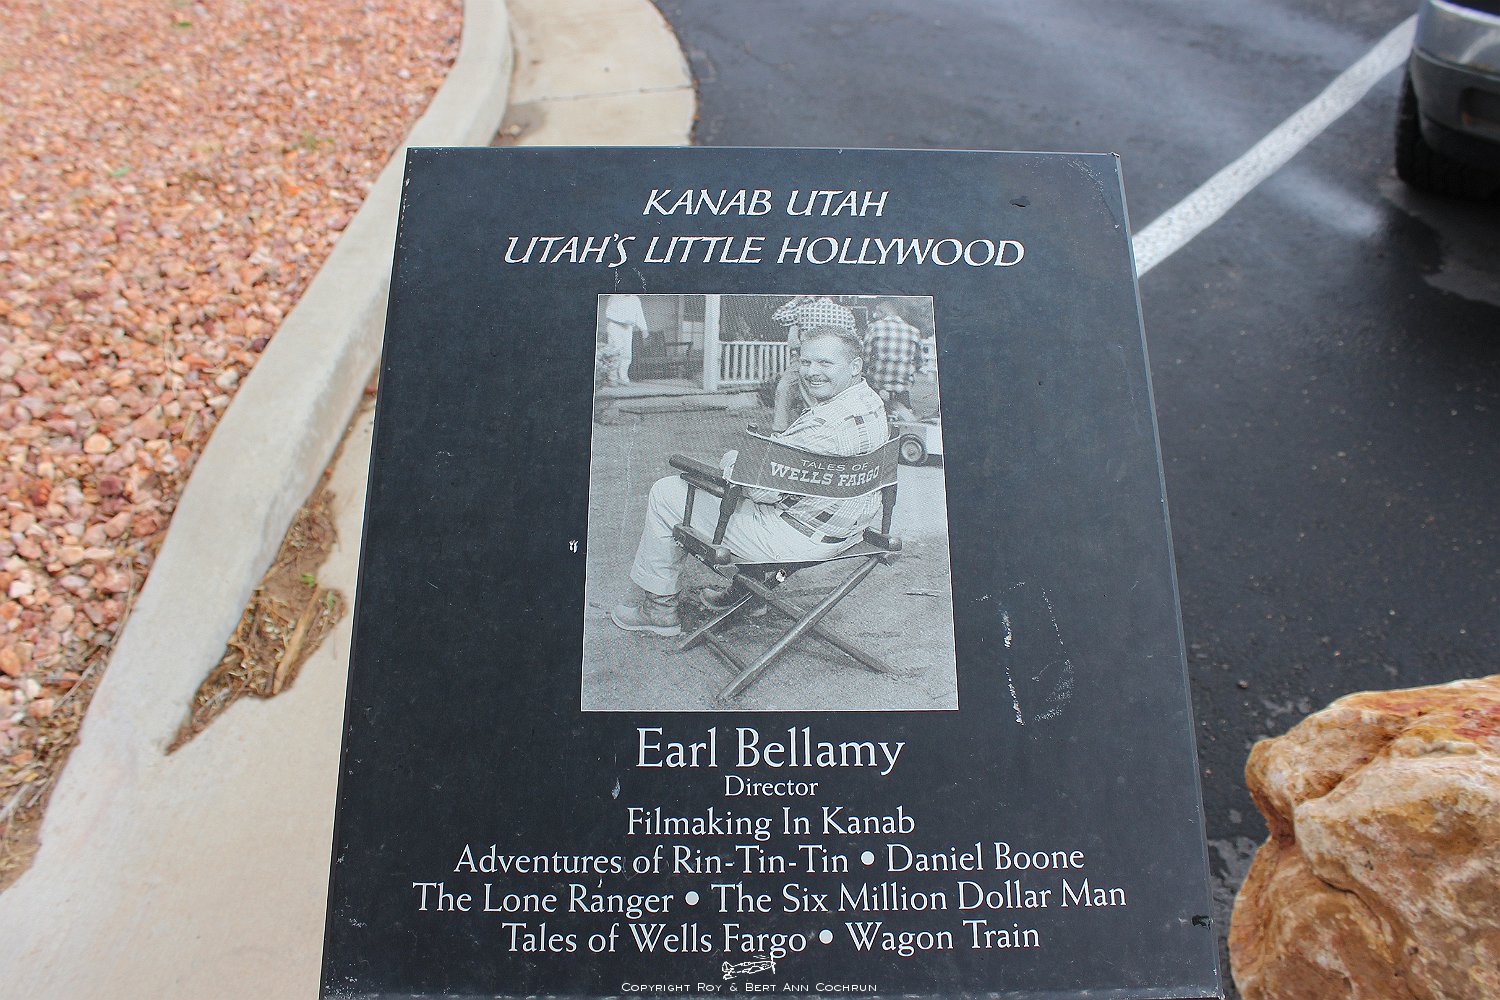 KANAB UTAH
UTAH'S LITTLE HOLLYWOOD
TALES OF
WELLS FARGO
Earl Bellamy
Director
Filmaking In Kanab
Adventures of Rin-Tin-Tin • Daniel Boone
The Lone Ranger • The Six Million Dollar Man
Tales of Wells Fargo • Wagon Train
Copyright Roy & Bert Ann Cochrun